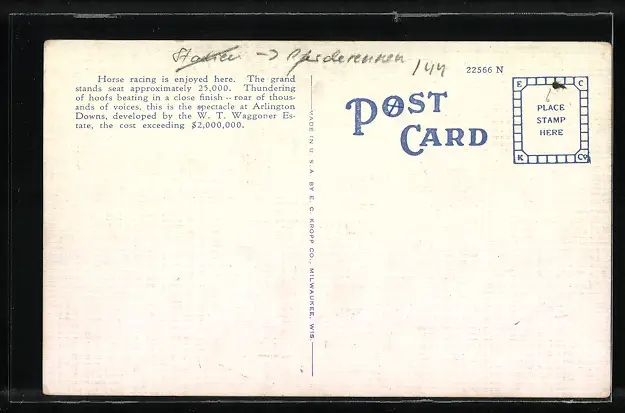 Stadien -> Pferderennen /44
Horse racing is enjoyed here. The grand
stands seat approximately 25,000. Thundering
of hoofs beating in a close finish -- roar of thous-
ands of voices, this is the spectacle at Arlington
Downs, developed by the W. T. Waggoner Es-
tate, the cost exceeding $2,000,000.
MADE IN U. S. A. BY E. C. KROPP CO., MILWAUKEE, WIS.
22566 N
POST
CARD
E C
PLACE
STAMP
HERE
K Co